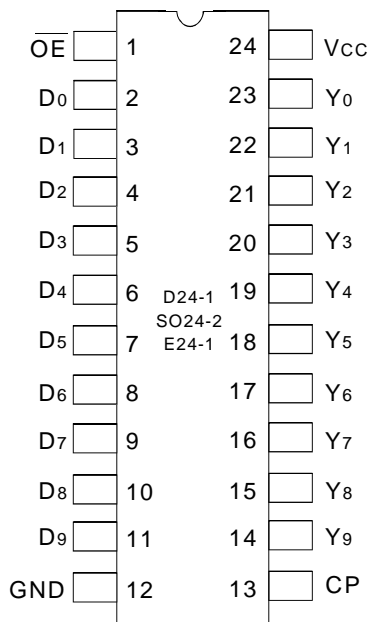 O̅E̅ 1 24 VCC
D0 2 23 Y0
D1 3 22 Y1
D2 4 21 Y2
D3 5 20 Y3
D4 6 19 Y4
D24-1
SO24-2
E24-1
D5 7 18 Y5
D6 8 17 Y6
D7 9 16 Y7
D8 10 15 Y8
D9 11 14 Y9
GND 12 13 CP